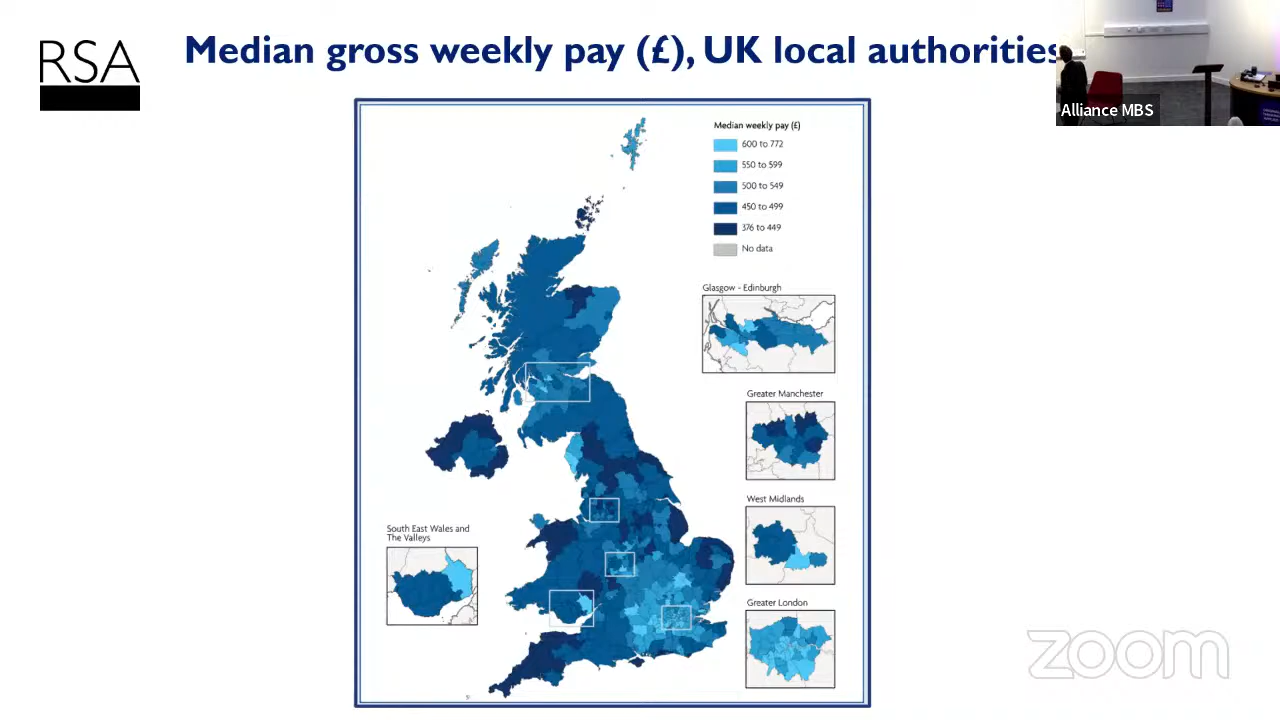 RSA
Median gross weekly pay (£), UK local authorities
Alliance MBS
Median weekly pay (£)
600 to 772
550 to 599
500 to 549
450 to 499
376 to 449
No data
Glasgow - Edinburgh
Greater Manchester
West Midlands
South East Wales and
The Valleys
Greater London
zoom